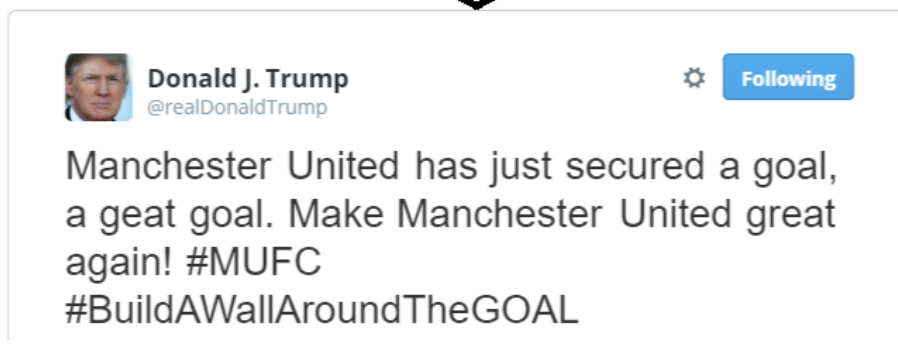 Donald J. Trump
@realDonaldTrump
Following
Manchester United has just secured a goal,
a geat goal. Make Manchester United great
again! #MUFC
#BuildAWallAroundTheGOAL